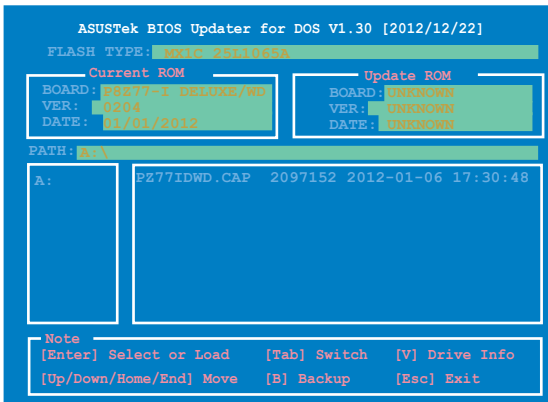 ASUSTek BIOS Updater for DOS V1.30 [2012/12/22]
FLASH TYPE: MXIC 25L1065A
Current ROM
BOARD: P8Z77-I DELUXE/WD
VER: 0204
DATE: 01/01/2012
Update ROM
BOARD: UNKNOWN
VER: UNKNOWN
DATE: UNKNOWN
PATH: A:\
A:
PZ77IDWD.CAP 2097152 2012-01-06 17:30:48
Note
[Enter] Select or Load [Tab] Switch [V] Drive Info
[Up/Down/Home/End] Move [B] Backup [Esc] Exit